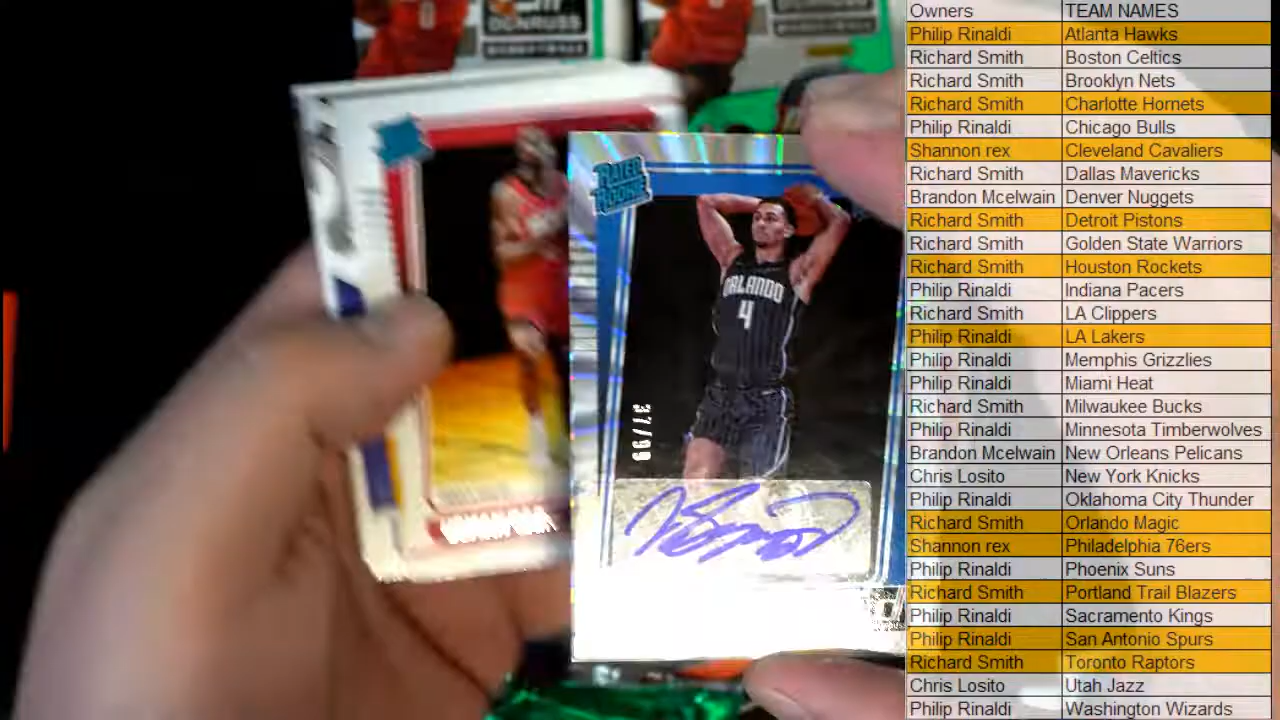 DONRUSS
BASKETBALL
RATED
ROOKIE
ORLANDO
4
37/99
Owners TEAM NAMES
Philip Rinaldi Atlanta Hawks
Richard Smith Boston Celtics
Richard Smith Brooklyn Nets
Richard Smith Charlotte Hornets
Philip Rinaldi Chicago Bulls
Shannon rex Cleveland Cavaliers
Richard Smith Dallas Mavericks
Brandon Mcelwain Denver Nuggets
Richard Smith Detroit Pistons
Richard Smith Golden State Warriors
Richard Smith Houston Rockets
Philip Rinaldi Indiana Pacers
Richard Smith LA Clippers
Philip Rinaldi LA Lakers
Philip Rinaldi Memphis Grizzlies
Philip Rinaldi Miami Heat
Richard Smith Milwaukee Bucks
Philip Rinaldi Minnesota Timberwolves
Brandon Mcelwain New Orleans Pelicans
Chris Losito New York Knicks
Philip Rinaldi Oklahoma City Thunder
Richard Smith Orlando Magic
Shannon rex Philadelphia 76ers
Philip Rinaldi Phoenix Suns
Richard Smith Portland Trail Blazers
Philip Rinaldi Sacramento Kings
Philip Rinaldi San Antonio Spurs
Richard Smith Toronto Raptors
Chris Losito Utah Jazz
Philip Rinaldi Washington Wizards